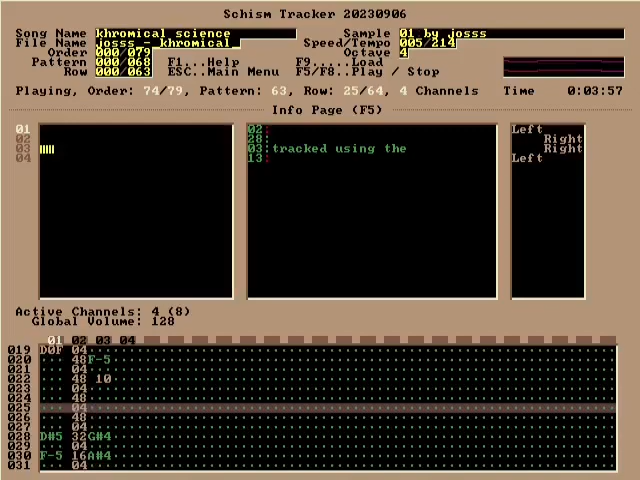 Schism Tracker 20230906
Song Name khromical science Sample 01 by josss
File Name josss - khromical_ Speed/Tempo 005/214
Order 000/079 Octave 4
Pattern 000/068 F1...Help F9.....Load
Row 000/063 ESC..Main Menu F5/F8..Play / Stop
Playing, Order: 74/79, Pattern: 63, Row: 25/64, 4 Channels Time 0:03:57
Info Page (F5)
01 02: Left
02 28: Right
03 03:tracked using the Right
04 13: Left
Active Channels: 4 (8)
Global Volume: 128
01 02 03 04
019 D0F 04
020 ... 48F-5
021 ... 04
022 ... 48 10
023 ... 04
024 ... 48
025 ... 04
026 ... 48
027 ... 04
028 D#5 32G#4
029 ... 04
030 F-5 16A#4
031 ... 04